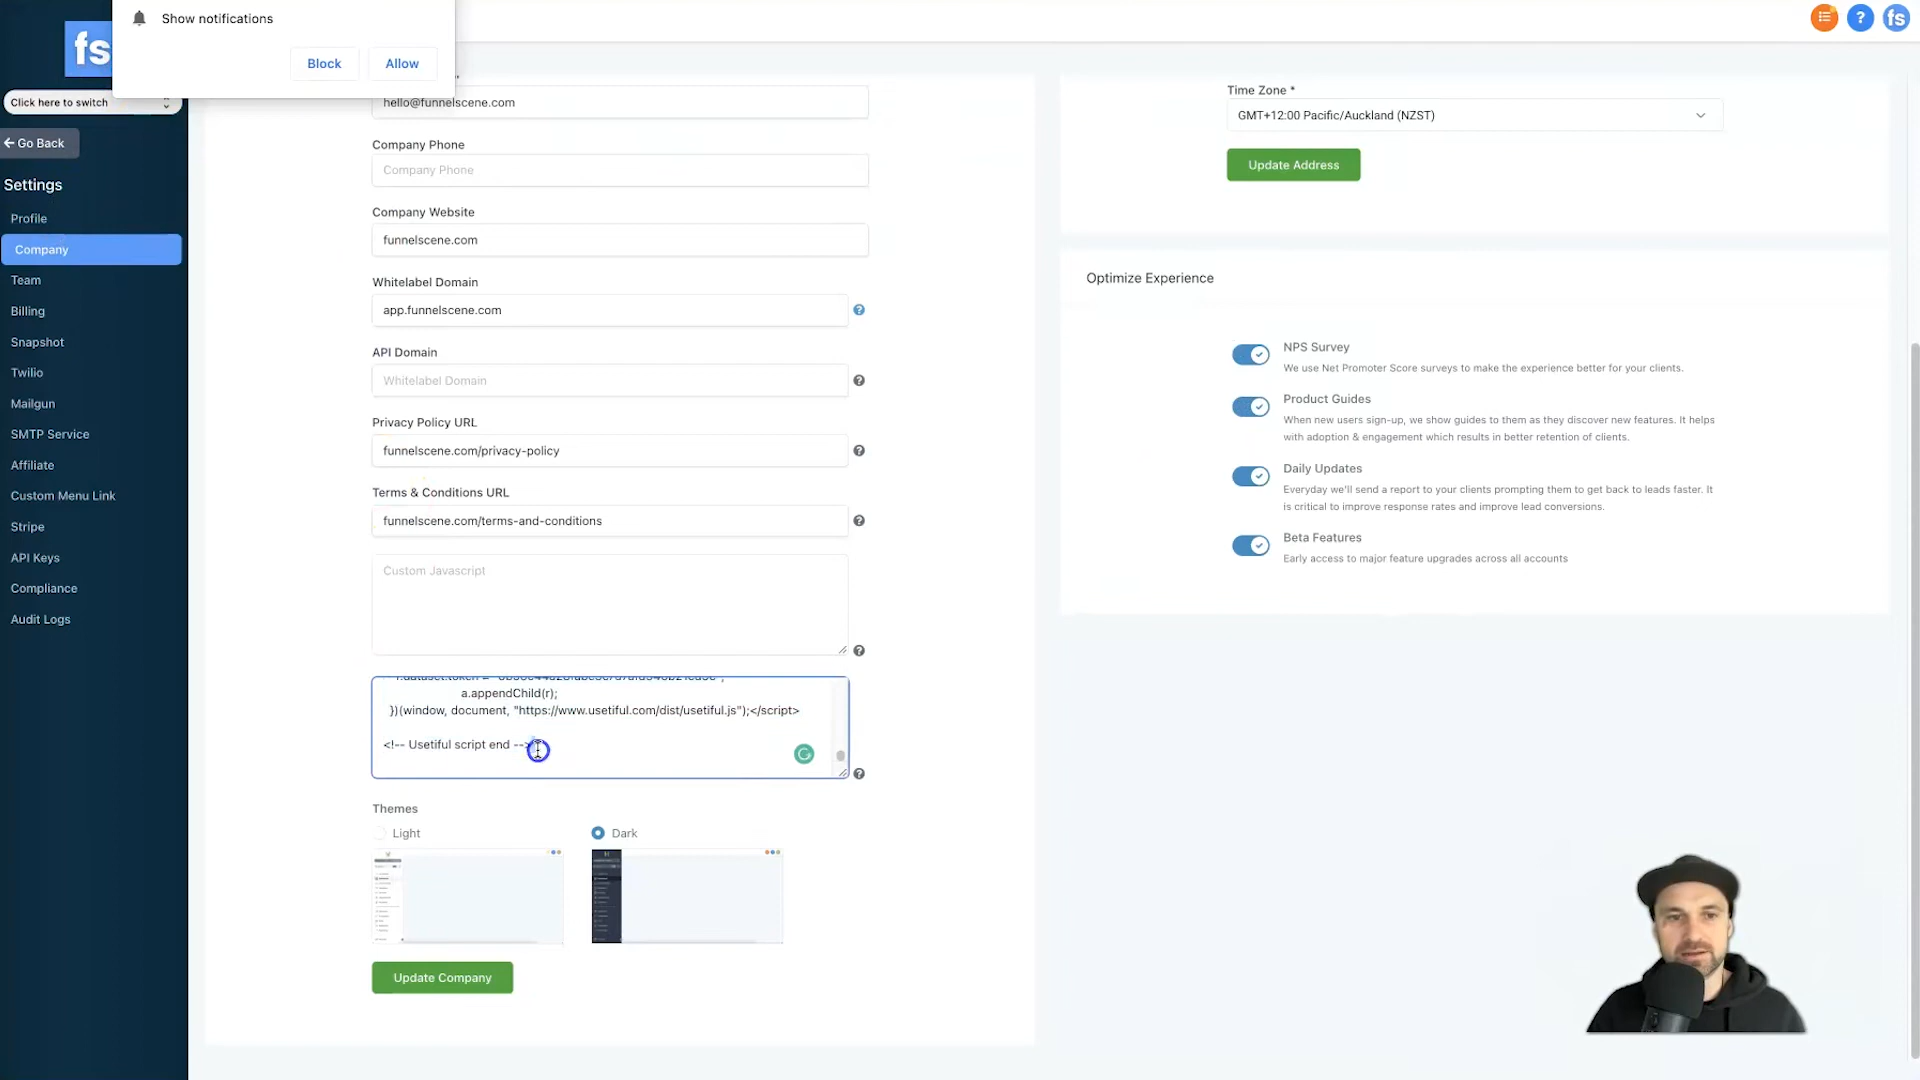 Show notifications
Block
Allow
fs
?
fs
Click here to switch
Go Back
Settings
Profile
Company
Team
Billing
Snapshot
Twilio
Mailgun
SMTP Service
Affiliate
Custom Menu Link
Stripe
API Keys
Compliance
Audit Logs
hello@funnelscene.com
Company Phone
Company Phone
Company Website
funnelscene.com
Whitelabel Domain
app.funnelscene.com
?
API Domain
Whitelabel Domain
?
Privacy Policy URL
funnelscene.com/privacy-policy
?
Terms & Conditions URL
funnelscene.com/terms-and-conditions
?
Custom Javascript
?
a.appendChild(r);
})(window, document, "https://www.usetiful.com/dist/usetiful.js");</script>
<!-- Usetiful script end -->
?
Themes
Light
Dark
Update Company
Time Zone *
GMT+12:00 Pacific/Auckland (NZST)
Update Address
Optimize Experience
NPS Survey
We use Net Promoter Score surveys to make the experience better for your clients.
Product Guides
When new users sign-up, we show guides to them as they discover new features. It helps
with adoption & engagement which results in better retention of clients.
Daily Updates
Everyday we'll send a report to your clients prompting them to get back to leads faster. It
is critical to improve response rates and improve lead conversions.
Beta Features
Early access to major feature upgrades across all accounts